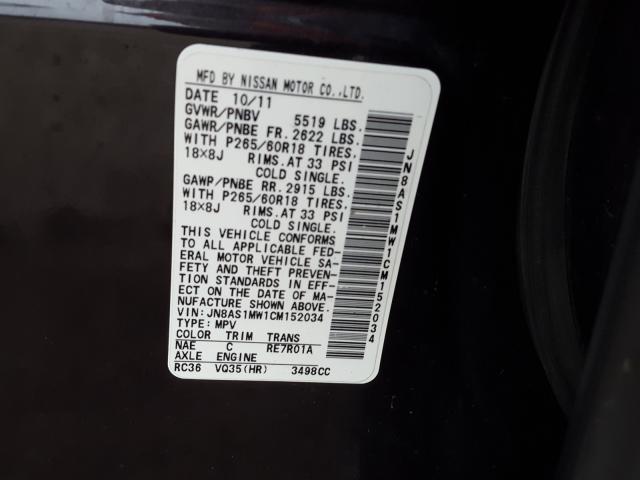 MFD BY NISSAN MOTOR CO.,LTD.
DATE 10/11
GVWR/PNBV 5519 LBS.
GAWR/PNBE FR. 2622 LBS.
WITH P265/60R18 TIRES.
18X8J RIMS.AT 33 PSI
COLD SINGLE.
GAWR/PNBE RR. 2915 LBS.
WITH P265/60R18 TIRES.
18X8J RIMS.AT 33 PSI
COLD SINGLE.
THIS VEHICLE CONFORMS
TO ALL APPLICABLE FED-
ERAL MOTOR VEHICLE SA-
FETY AND THEFT PREVEN-
TION STANDARDS IN EFF-
ECT ON THE DATE OF MA-
NUFACTURE SHOWN ABOVE.
VIN: JN8AS1MW1CM152034
TYPE: MPV
COLOR TRIM TRANS
NAE C RE7R01A
AXLE ENGINE
RC36 VQ35(HR) 3498CC
JN8AS1MW1CM152034